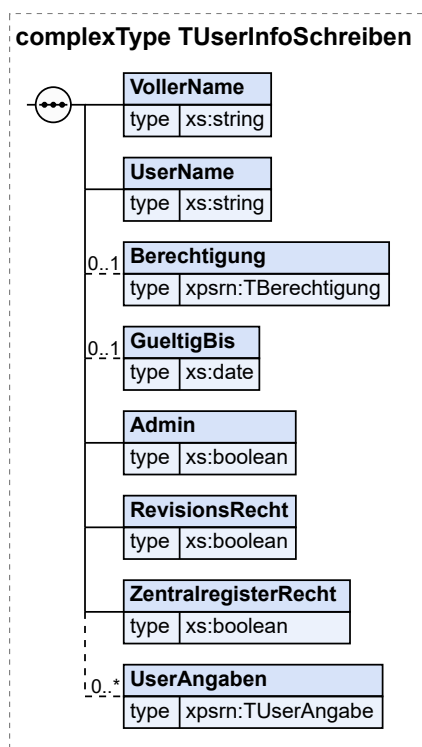 complexType TUserInfoSchreiben
VollerName
type xs:string
UserName
type xs:string
0..1 Berechtigung
type xpsrn:TBerechtigung
0..1 GueltigBis
type xs:date
Admin
type xs:boolean
RevisionsRecht
type xs:boolean
ZentralregisterRecht
type xs:boolean
0..* UserAngaben
type xpsrn:TUserAngabe